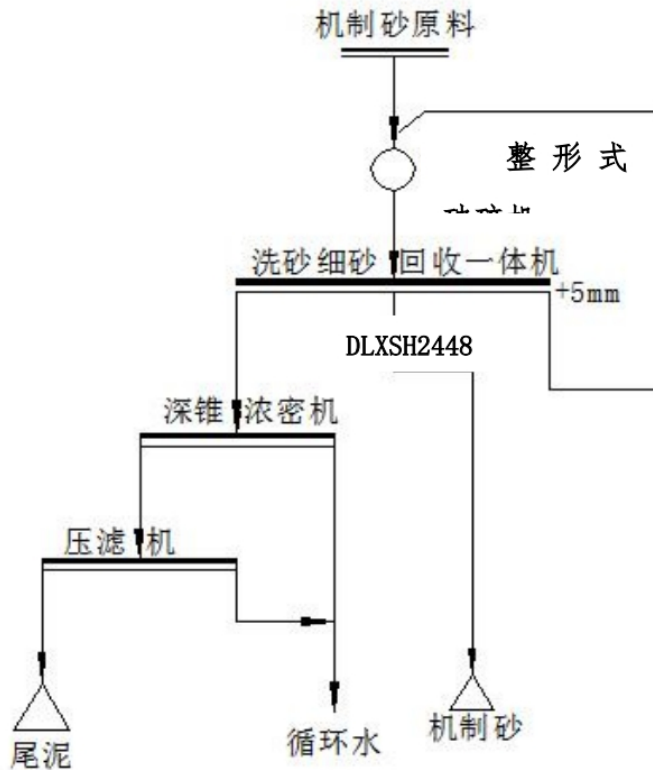 机制砂原料
整 形 式
洗砂细砂 回收一体机
+5mm
DLXSH2448
深锥 浓密机
压滤 机
尾泥
循环水
机制砂